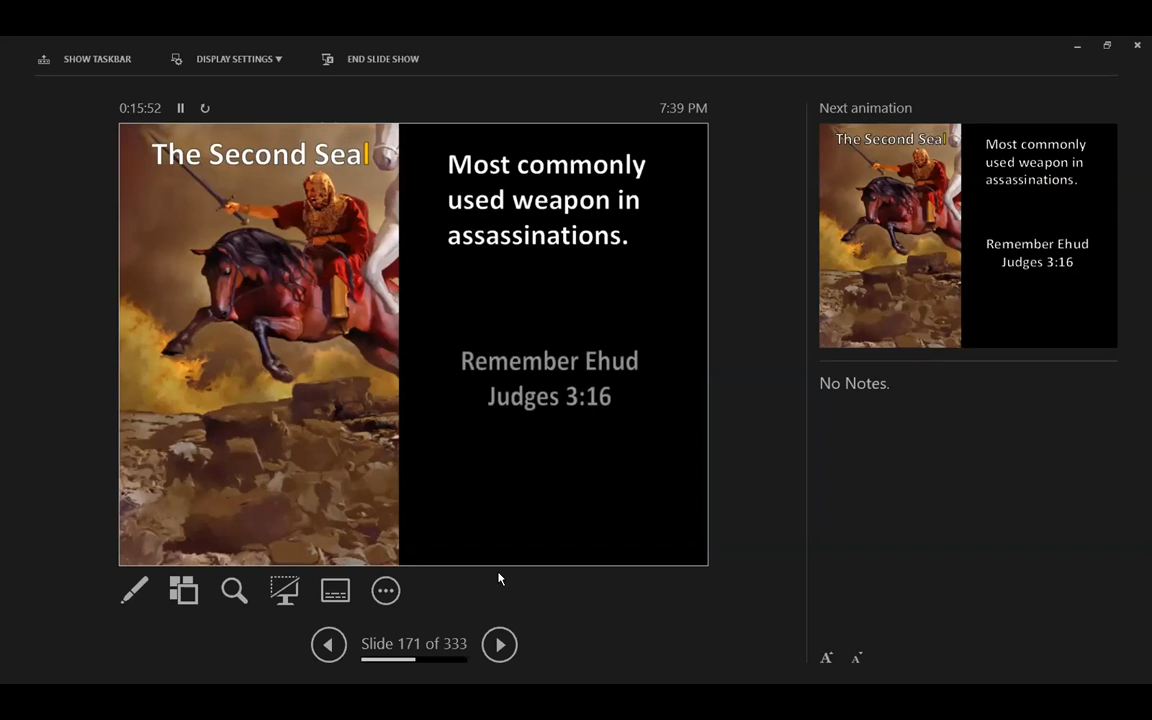 SHOW TASKBAR
DISPLAY SETTINGS
END SLIDE SHOW
0:15:52
7:39 PM
The Second Seal
Most commonly
used weapon in
assassinations.
Remember Ehud
Judges 3:16
Next animation
The Second Seal
Most commonly
used weapon in
assassinations.
Remember Ehud
Judges 3:16
No Notes.
Slide 171 of 333
A
A